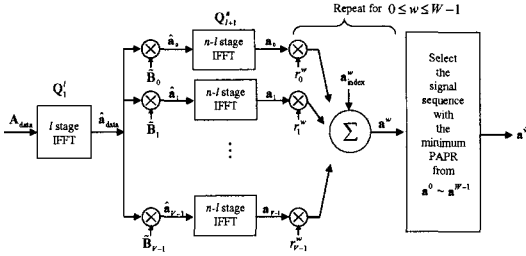 Repeat for 0 ≤ w ≤ W−1
Q_1^l
l stage
IFFT
A_data
â_data
Q_{l+1}^n
â_0
B̃_0
n-l stage
IFFT
a_0
r_0^w
â_1
B̃_1
n-l stage
IFFT
a_1
r_1^w
â_{V−1}
B̃_{V−1}
n-l stage
IFFT
a_{V−1}
r_{V−1}^w
a_index^w
Σ
a^w
Select
the
signal
sequence
with
the
minimum
PAPR
from
a^0 ~ a^{W−1}